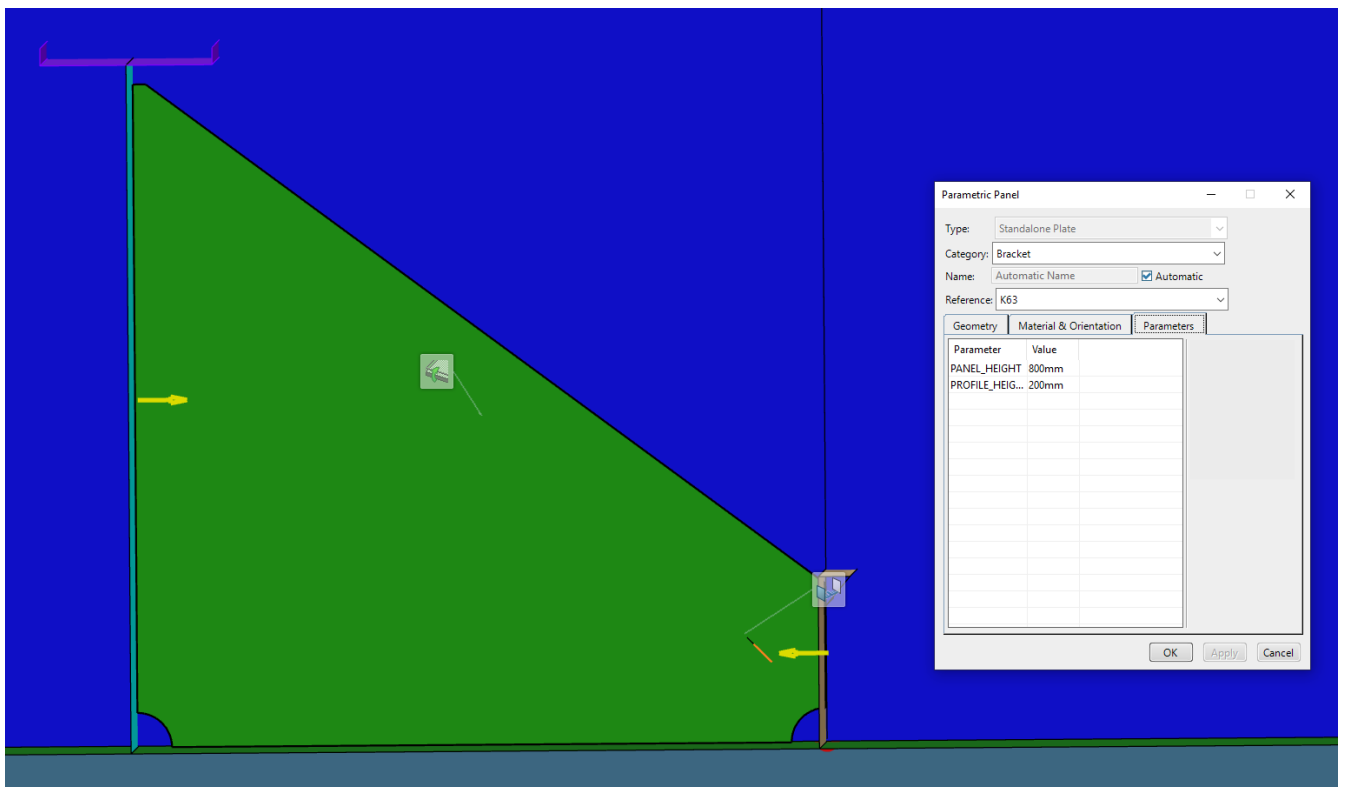 Parametric Panel
Type: Standalone Plate
Category: Bracket
Name: Automatic Name Automatic
Reference: K63
Geometry Material & Orientation Parameters
Parameter Value
PANEL_HEIGHT 800mm
PROFILE_HEIG... 200mm
OK Apply Cancel